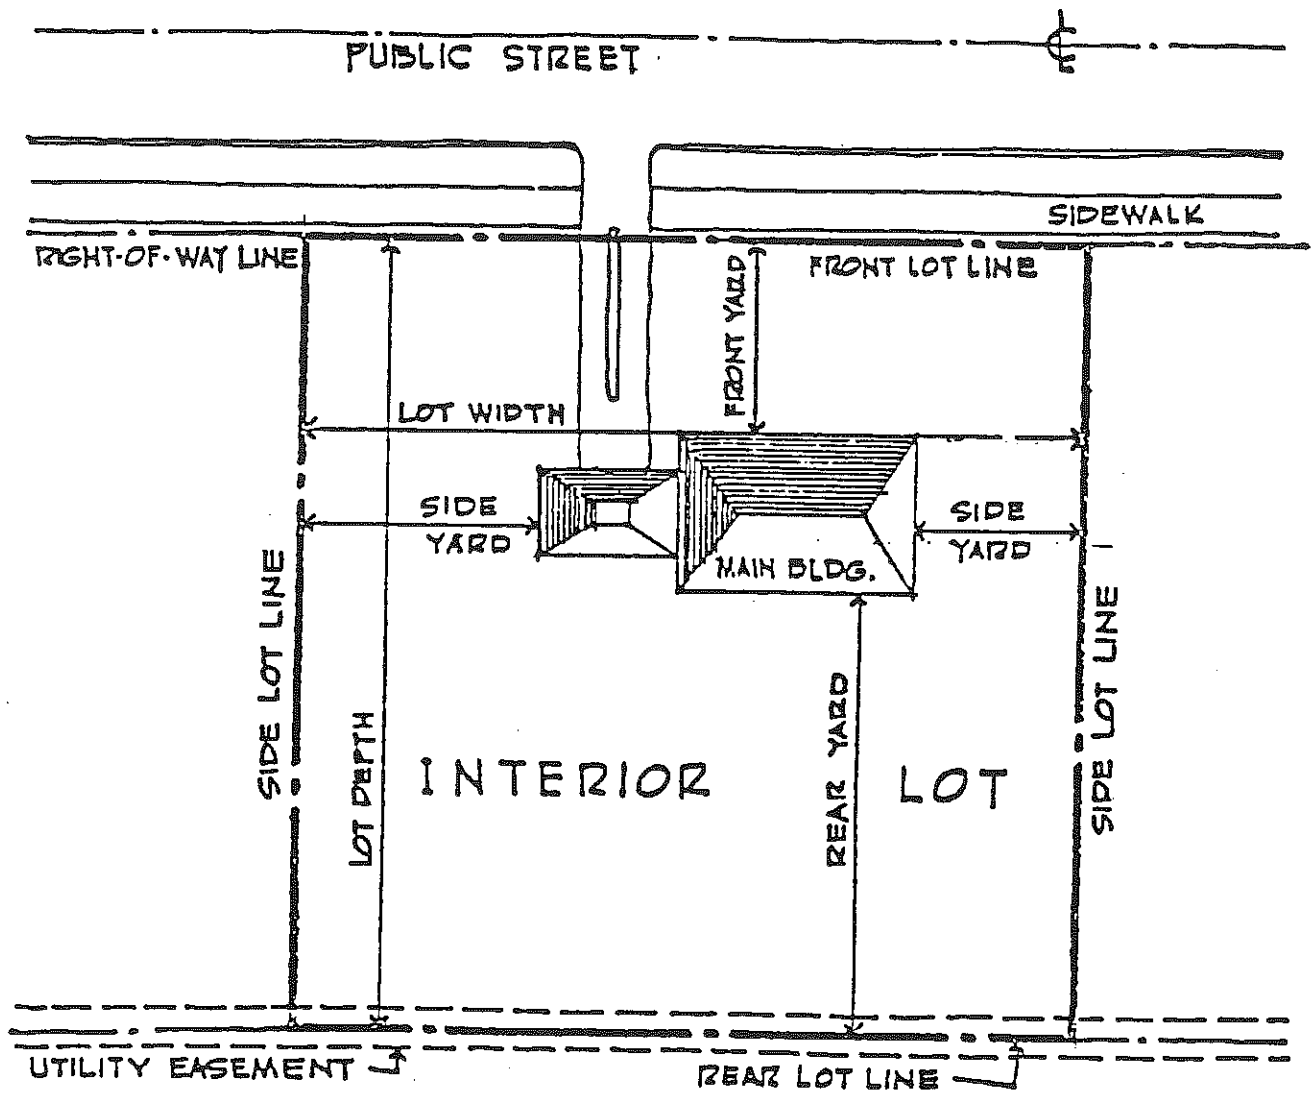 PUBLIC STREET
SIDEWALK
RIGHT-OF-WAY LINE
FRONT LOT LINE
FRONT YARD
LOT WIDTH
SIDE
YARD
SIDE
YARD
MAIN BLDG.
SIDE LOT LINE
SIDE LOT LINE
LOT DEPTH
REAR YARD
INTERIOR LOT
UTILITY EASEMENT
REAR LOT LINE